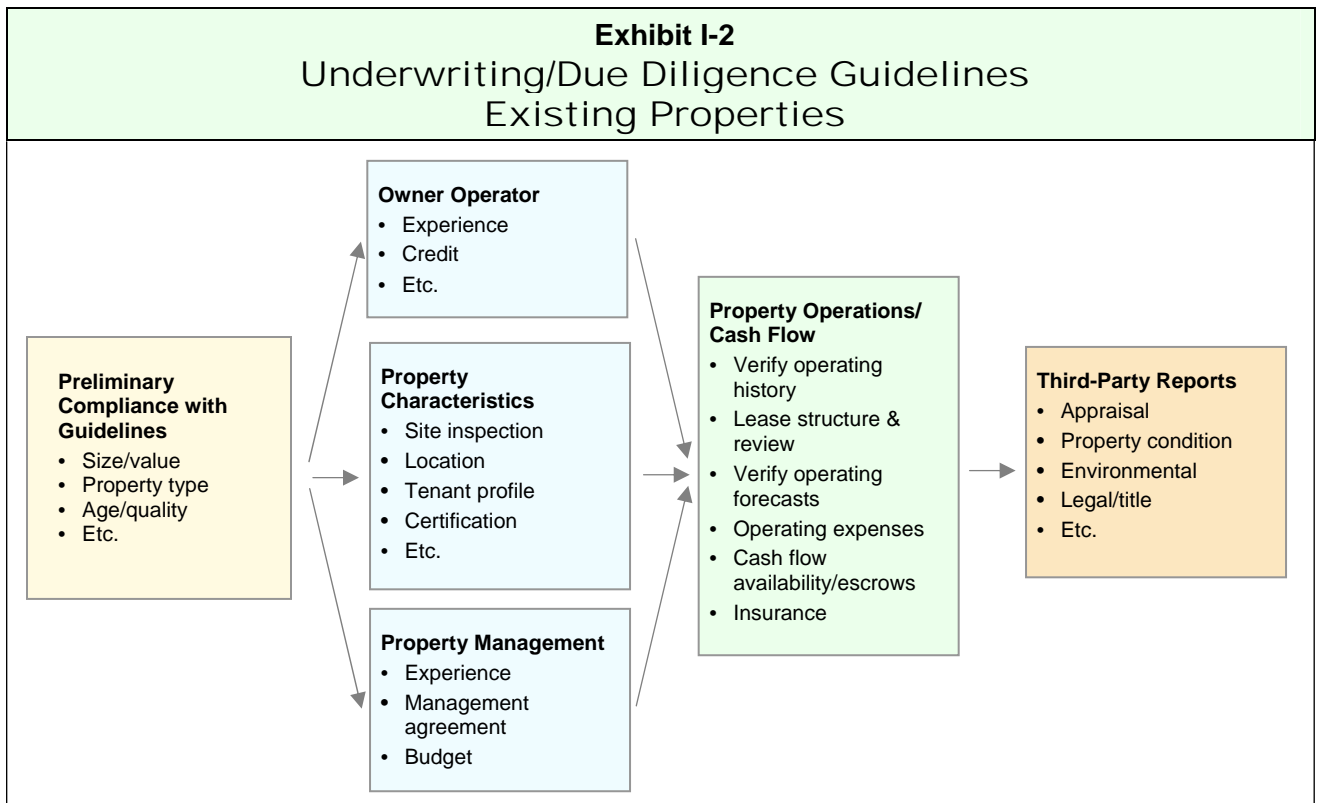 Exhibit I-2
Underwriting/Due Diligence Guidelines
Existing Properties
Preliminary
Compliance with
Guidelines
• Size/value
• Property type
• Age/quality
• Etc.
Owner Operator
• Experience
• Credit
• Etc.
Property
Characteristics
• Site inspection
• Location
• Tenant profile
• Certification
• Etc.
Property Management
• Experience
• Management
agreement
• Budget
Property Operations/
Cash Flow
• Verify operating
history
• Lease structure &
review
• Verify operating
forecasts
• Operating expenses
• Cash flow
availability/escrows
• Insurance
Third-Party Reports
• Appraisal
• Property condition
• Environmental
• Legal/title
• Etc.